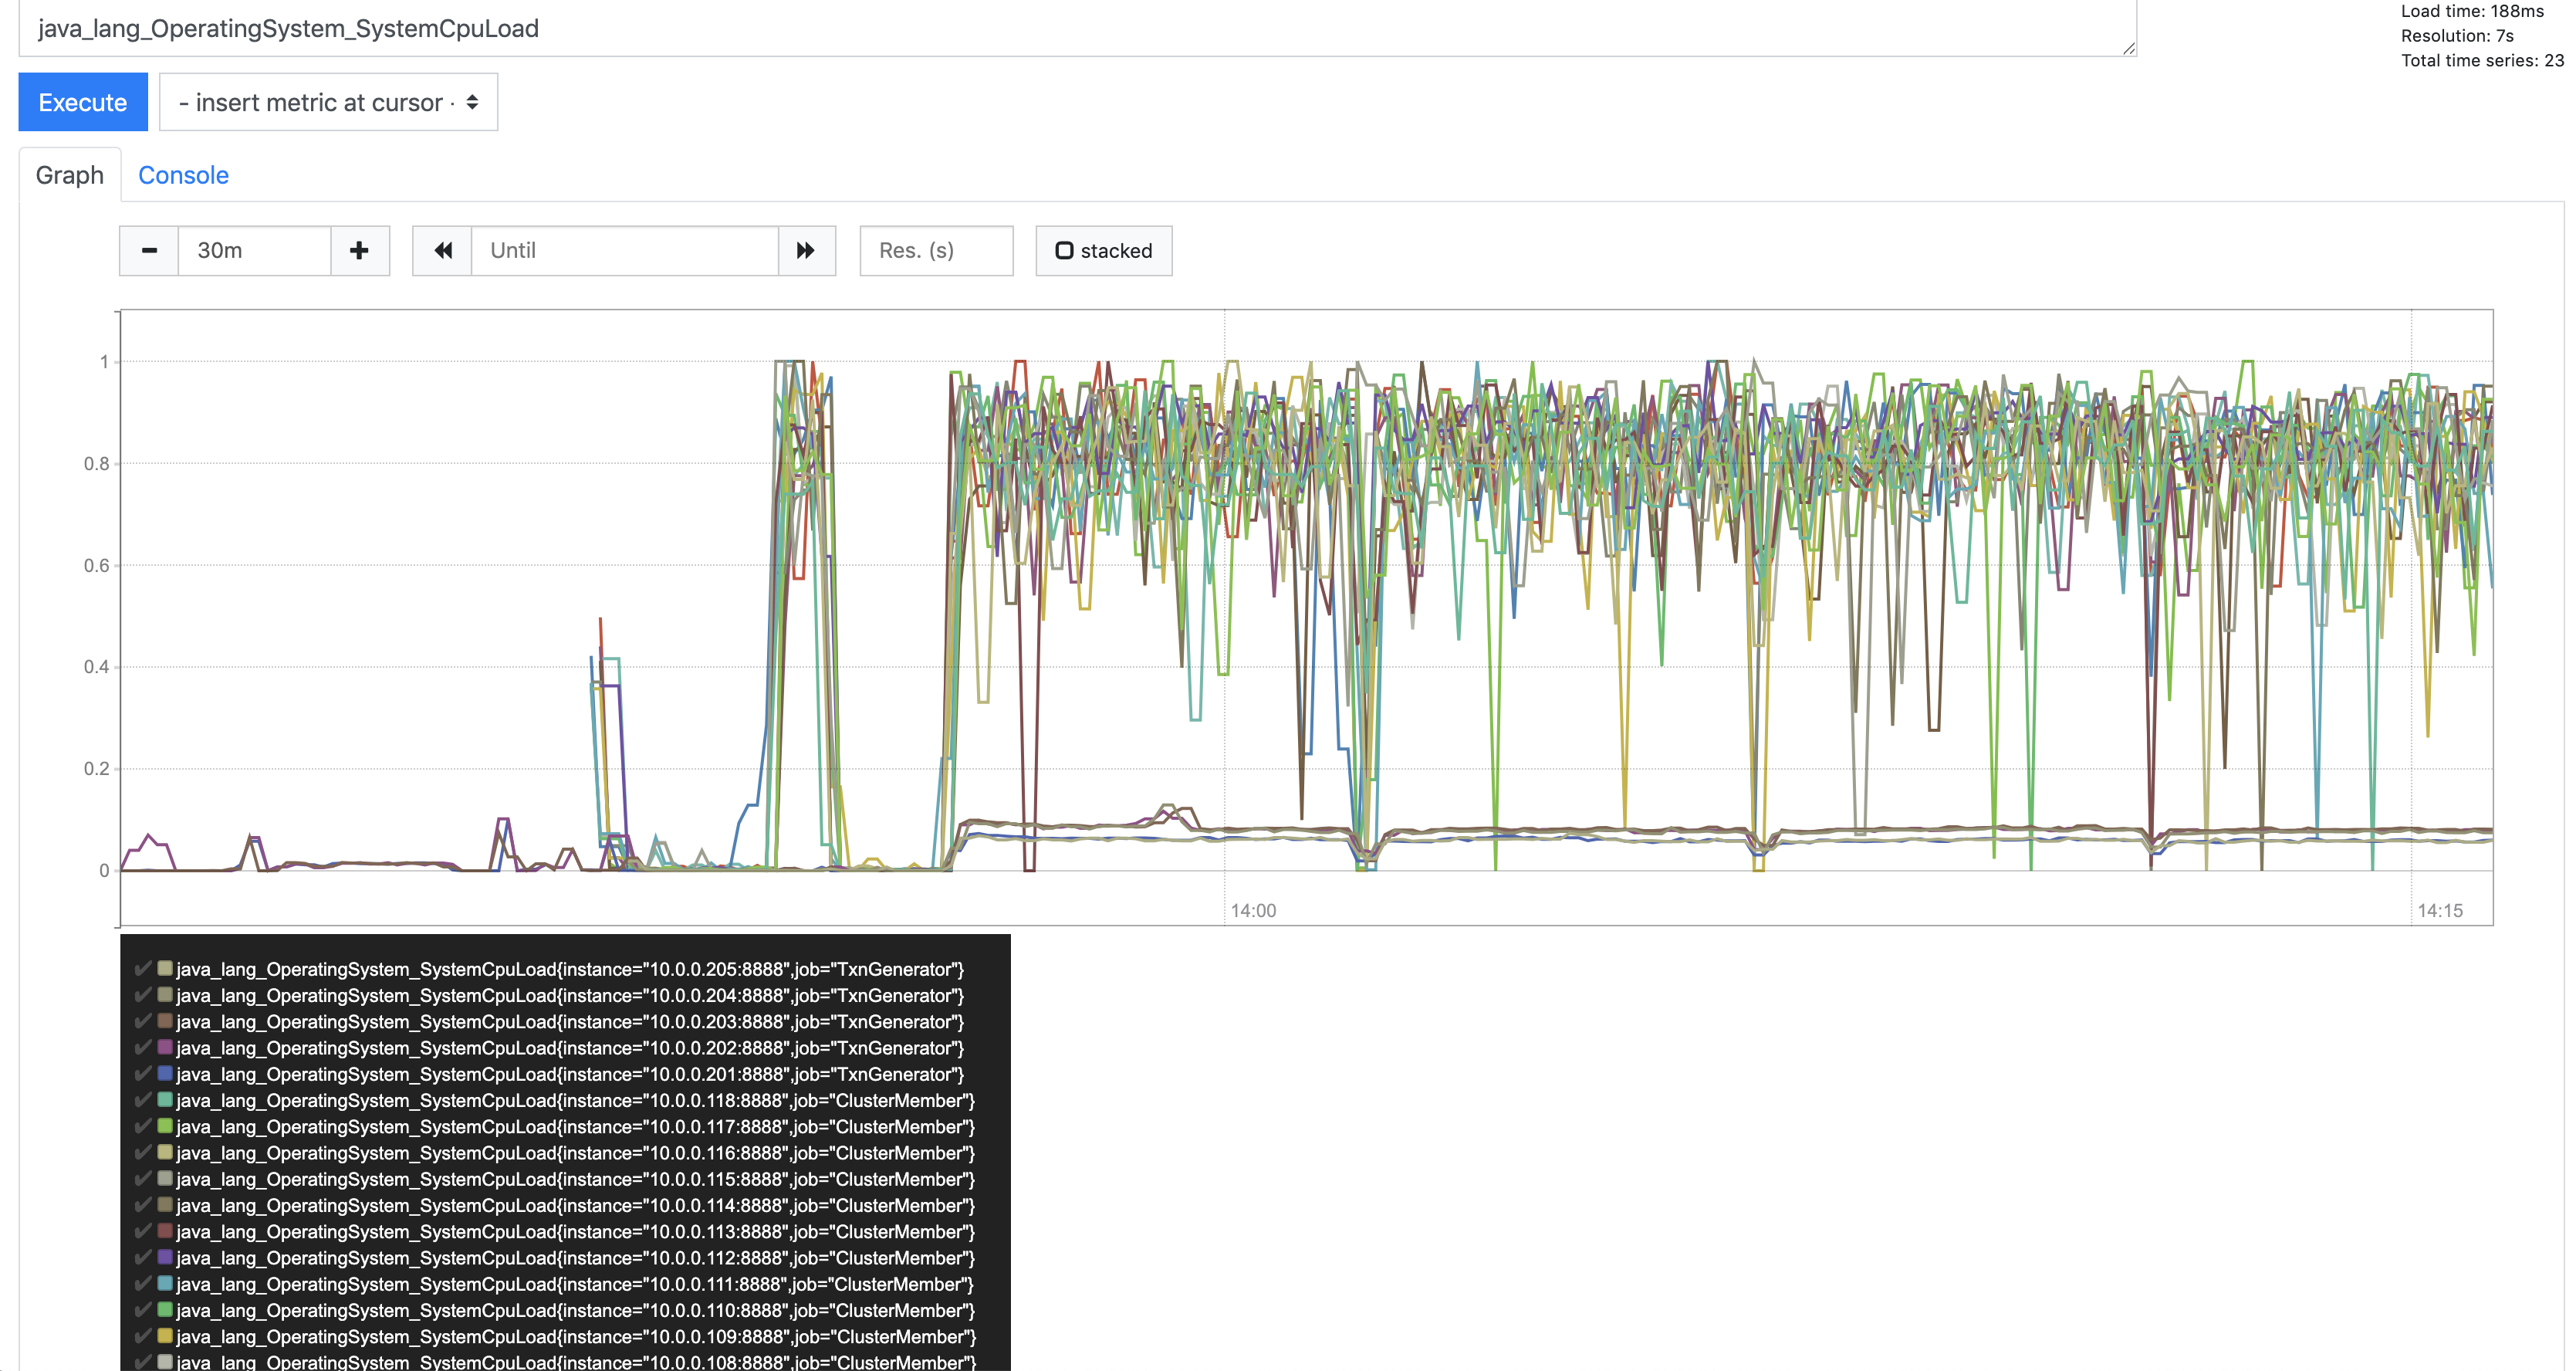 java_lang_OperatingSystem_SystemCpuLoad
Load time: 188ms
Resolution: 7s
Total time series: 23
Execute
- insert metric at cursor -
Graph
Console
30m
Until
Res. (s)
stacked
1
0.8
0.6
0.4
0.2
0
14:00
14:15
java_lang_OperatingSystem_SystemCpuLoad{instance="10.0.0.205:8888",job="TxnGenerator"}
java_lang_OperatingSystem_SystemCpuLoad{instance="10.0.0.204:8888",job="TxnGenerator"}
java_lang_OperatingSystem_SystemCpuLoad{instance="10.0.0.203:8888",job="TxnGenerator"}
java_lang_OperatingSystem_SystemCpuLoad{instance="10.0.0.202:8888",job="TxnGenerator"}
java_lang_OperatingSystem_SystemCpuLoad{instance="10.0.0.201:8888",job="TxnGenerator"}
java_lang_OperatingSystem_SystemCpuLoad{instance="10.0.0.118:8888",job="ClusterMember"}
java_lang_OperatingSystem_SystemCpuLoad{instance="10.0.0.117:8888",job="ClusterMember"}
java_lang_OperatingSystem_SystemCpuLoad{instance="10.0.0.116:8888",job="ClusterMember"}
java_lang_OperatingSystem_SystemCpuLoad{instance="10.0.0.115:8888",job="ClusterMember"}
java_lang_OperatingSystem_SystemCpuLoad{instance="10.0.0.114:8888",job="ClusterMember"}
java_lang_OperatingSystem_SystemCpuLoad{instance="10.0.0.113:8888",job="ClusterMember"}
java_lang_OperatingSystem_SystemCpuLoad{instance="10.0.0.112:8888",job="ClusterMember"}
java_lang_OperatingSystem_SystemCpuLoad{instance="10.0.0.111:8888",job="ClusterMember"}
java_lang_OperatingSystem_SystemCpuLoad{instance="10.0.0.110:8888",job="ClusterMember"}
java_lang_OperatingSystem_SystemCpuLoad{instance="10.0.0.109:8888",job="ClusterMember"}
java_lang_OperatingSystem_SystemCpuLoad{instance="10.0.0.108:8888",job="ClusterMember"}